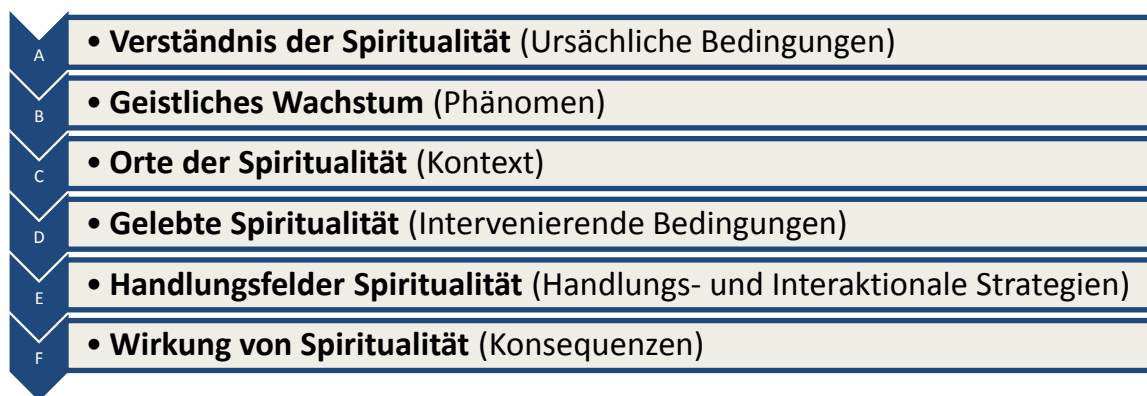 A • Verständnis der Spiritualität (Ursächliche Bedingungen)
B • Geistliches Wachstum (Phänomen)
C • Orte der Spiritualität (Kontext)
D • Gelebte Spiritualität (Intervenierende Bedingungen)
E • Handlungsfelder Spiritualität (Handlungs- und Interaktionale Strategien)
F • Wirkung von Spiritualität (Konsequenzen)